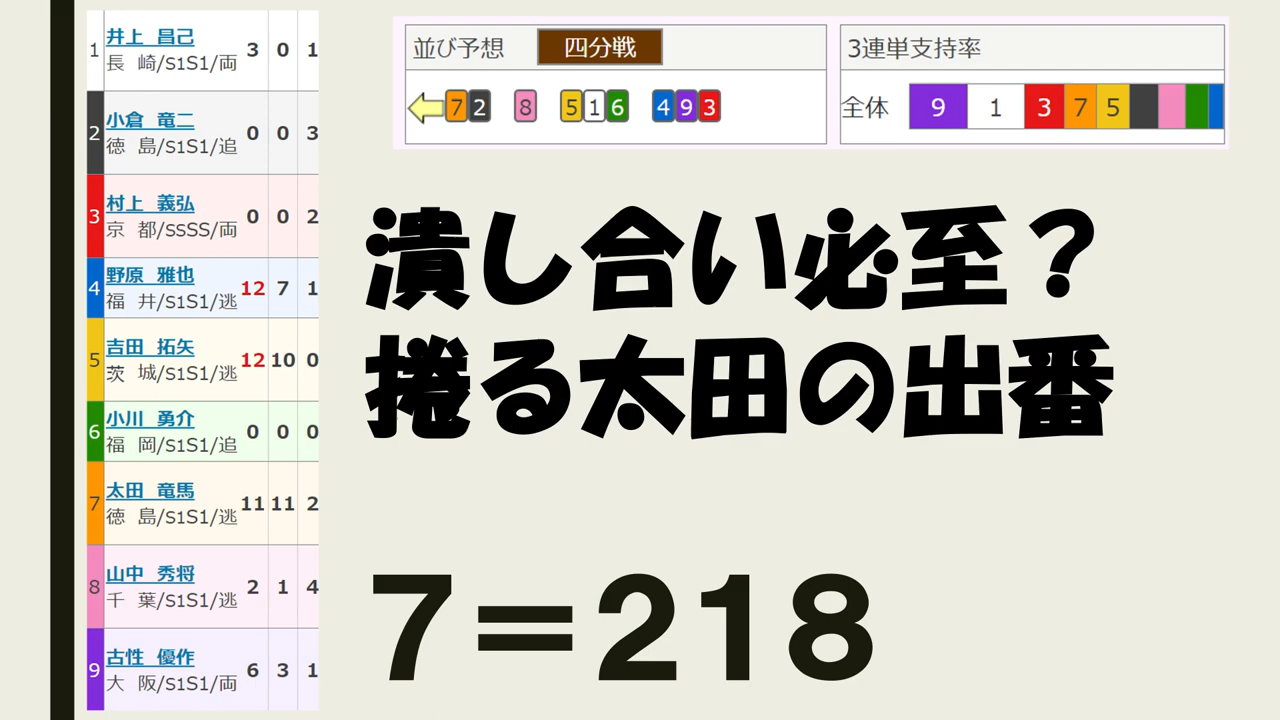 1 井上 昌己 3 0 1
長 崎/S1S1/両
2 小倉 竜二 0 0 3
徳 島/S1S1/追
3 村上 義弘 0 0 2
京 都/SSSS/両
4 野原 雅也 12 7 1
福 井/S1S1/逃
5 吉田 拓矢 12 10 0
茨 城/S1S1/逃
6 小川 勇介 0 0 0
福 岡/S1S1/追
7 太田 竜馬 11 11 2
徳 島/S1S1/逃
8 山中 秀将 2 1 4
千 葉/S1S1/逃
9 古性 優作 6 3 1
大 阪/S1S1/両
並び予想 四分戦
7 2 8 5 1 6 4 9 3
3連単支持率
全体 9 1 3 7 5
潰し合い必至？
捲る太田の出番
7＝218